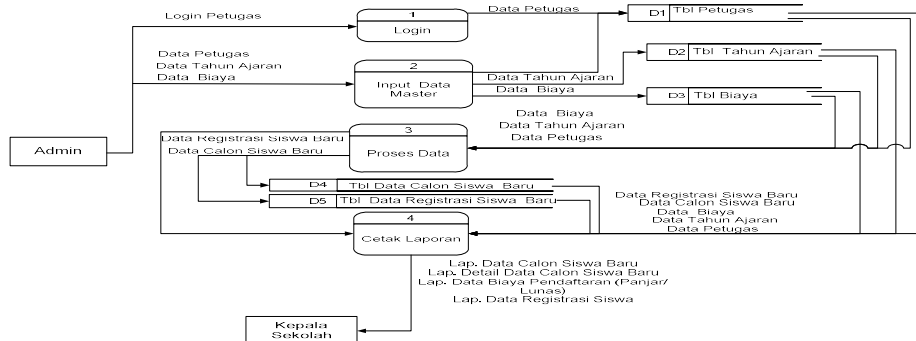 Login Petugas
1
Login
Data Petugas
D1 Tbl Petugas
Data Petugas
Data Tahun Ajaran
Data Biaya
2
Input Data
Master
Data Tahun Ajaran
Data Biaya
D2 Tbl Tahun Ajaran
D3 Tbl Biaya
Admin
Data Registrasi Siswa Baru
Data Calon Siswa Baru
3
Proses Data
Data Biaya
Data Tahun Ajaran
Data Petugas
D4 Tbl Data Calon Siswa Baru
D5 Tbl Data Registrasi Siswa Baru
4
Cetak Laporan
Data Registrasi Siswa Baru
Data Calon Siswa Baru
Data Biaya
Data Tahun Ajaran
Data Petugas
Lap. Data Calon Siswa Baru
Lap. Detail Data Calon Siswa Baru
Lap. Data Biaya Pendaftaran (Panjar/
Lunas)
Lap. Data Registrasi Siswa
Kepala
Sekolah